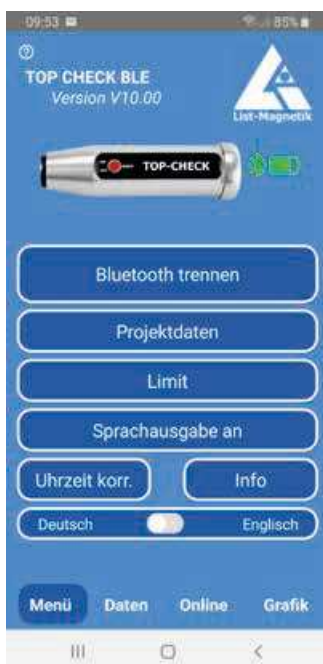 09:53 85%
TOP CHECK BLE
Version V10.00
List-Magnetik
TOP-CHECK
Bluetooth trennen
Projektdaten
Limit
Sprachausgabe an
Uhrzeit korr. Info
Deutsch Englisch
Menü Daten Online Grafik